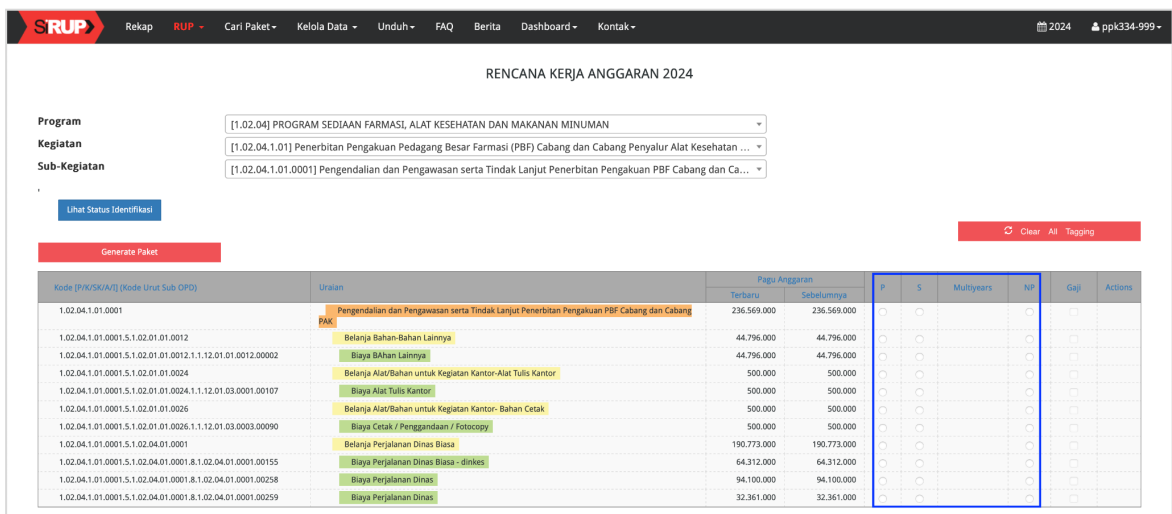 SiRUP Rekap RUP Cari Paket Kelola Data Unduh FAQ Berita Dashboard Kontak 2024 ppk334-999
RENCANA KERJA ANGGARAN 2024
Program [1.02.04] PROGRAM SEDIAAN FARMASI, ALAT KESEHATAN DAN MAKANAN MINUMAN
Kegiatan [1.02.04.1.01] Penerbitan Pengakuan Pedagang Besar Farmasi (PBF) Cabang dan Cabang Penyalur Alat Kesehatan ...
Sub-Kegiatan [1.02.04.1.01.0001] Pengendalian dan Pengawasan serta Tindak Lanjut Penerbitan Pengakuan PBF Cabang dan Ca...
,
Lihat Status Identifikasi
Clear All Tagging
Generate Paket
Kode [P/K/SK/A/I] (Kode Urut Sub OPD) Uraian Pagu Anggaran P S Multiyears NP Gaji Actions
Terbaru Sebelumnya
1.02.04.1.01.0001 Pengendalian dan Pengawasan serta Tindak Lanjut Penerbitan Pengakuan PBF Cabang dan Cabang 236.569.000 236.569.000
PAK
1.02.04.1.01.0001.5.1.02.01.01.0012 Belanja Bahan-Bahan Lainnya 44.796.000 44.796.000
1.02.04.1.01.0001.5.1.02.01.01.0012.1.1.12.01.01.0012.00002 Biaya BAhan Lainnya 44.796.000 44.796.000
1.02.04.1.01.0001.5.1.02.01.01.0024 Belanja Alat/Bahan untuk Kegiatan Kantor-Alat Tulis Kantor 500.000 500.000
1.02.04.1.01.0001.5.1.02.01.01.0024.1.1.12.01.03.0001.00107 Biaya Alat Tulis Kantor 500.000 500.000
1.02.04.1.01.0001.5.1.02.01.01.0026 Belanja Alat/Bahan untuk Kegiatan Kantor- Bahan Cetak 500.000 500.000
1.02.04.1.01.0001.5.1.02.01.01.0026.1.1.12.01.03.0003.00090 Biaya Cetak / Penggandaan / Fotocopy 500.000 500.000
1.02.04.1.01.0001.5.1.02.04.01.0001 Belanja Perjalanan Dinas Biasa 190.773.000 190.773.000
1.02.04.1.01.0001.5.1.02.04.01.0001.8.1.02.04.01.0001.00155 Biaya Perjalanan Dinas Biasa - dinkes 64.312.000 64.312.000
1.02.04.1.01.0001.5.1.02.04.01.0001.8.1.02.04.01.0001.00258 Biaya Perjalanan Dinas 94.100.000 94.100.000
1.02.04.1.01.0001.5.1.02.04.01.0001.8.1.02.04.01.0001.00259 Biaya Perjalanan Dinas 32.361.000 32.361.000